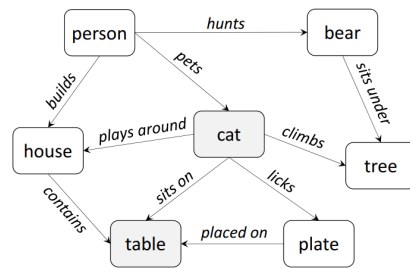 hunts
person
bear
pets
builds
sits under
plays around
cat
climbs
house
tree
contains
sits on
licks
table
placed on
plate